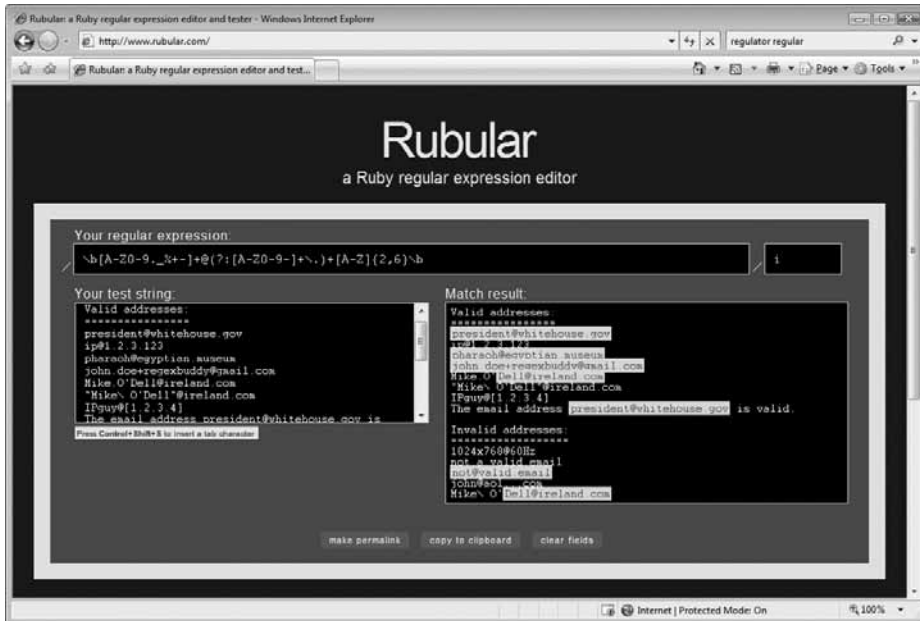 Rubular: a Ruby regular expression editor and tester - Windows Internet Explorer
http://www.rubular.com/
regulator regular
Rubular: a Ruby regular expression editor and test...
Page
Tools
Rubular
a Ruby regular expression editor
Your regular expression:
/ \b[A-Z0-9._%+-]+@(?:[A-Z0-9-]+\.)+[A-Z]{2,6}\b / i
Your test string:
Valid addresses:
================
president@whitehouse.gov
ip@1.2.3.123
pharaoh@egyptian.museum
john.doe+regexbuddy@gmail.com
Mike.O'Dell@ireland.com
"Mike\ O'Dell"@ireland.com
IPguy@[1.2.3.4]
The email address president@whitehouse.gov is
Press Control+Shift+S to insert a tab character
Match result:
Valid addresses:
================
president@whitehouse.gov
ip@1.2.3.123
pharaoh@egyptian.museum
john.doe+regexbuddy@gmail.com
Mike.O'Dell@ireland.com
"Mike\ O'Dell"@ireland.com
IPguy@[1.2.3.4]
The email address president@whitehouse.gov is valid.
Invalid addresses:
==================
1024x768@60Hz
not a valid email
not@valid.email
john@aol...com
Mike\ O'Dell@ireland.com
make permalink
copy to clipboard
clear fields
Internet | Protected Mode: On
100%